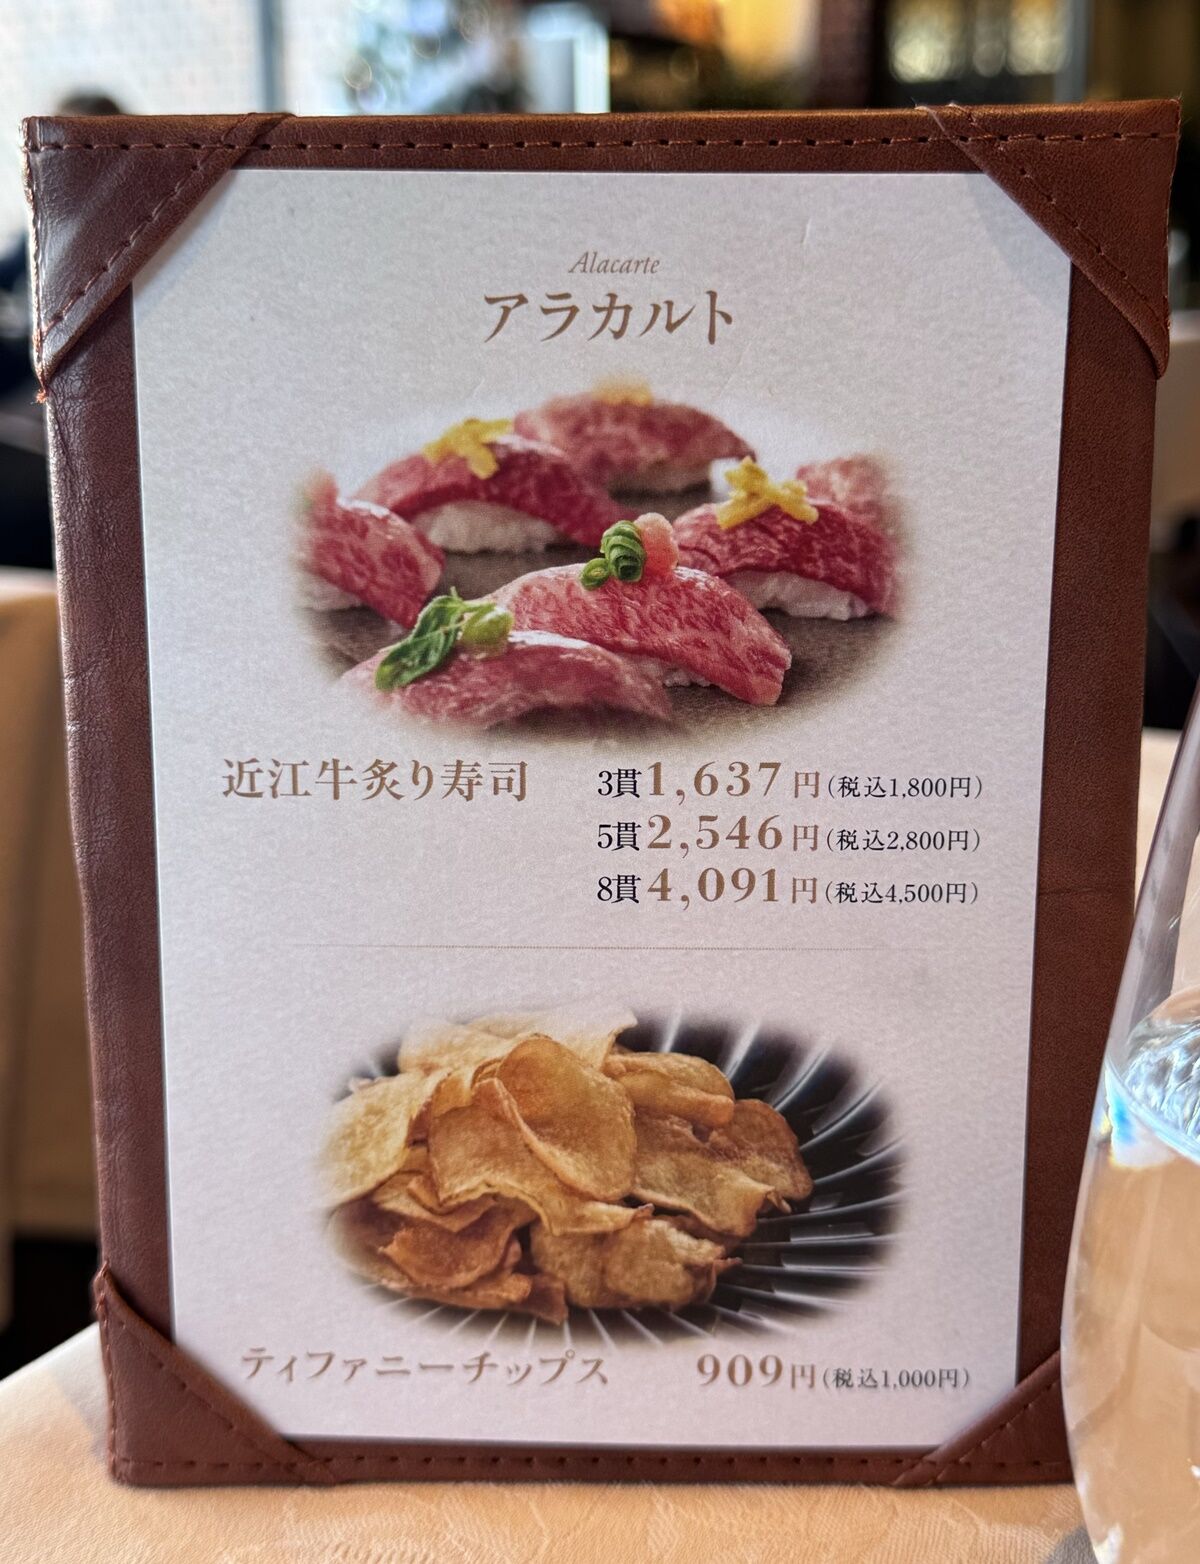 Alacarte
アラカルト
近江牛炙り寿司 3貫1,637円(税込1,800円)
5貫2,546円(税込2,800円)
8貫4,091円(税込4,500円)
ティファニーチップス 909円(税込1,000円)